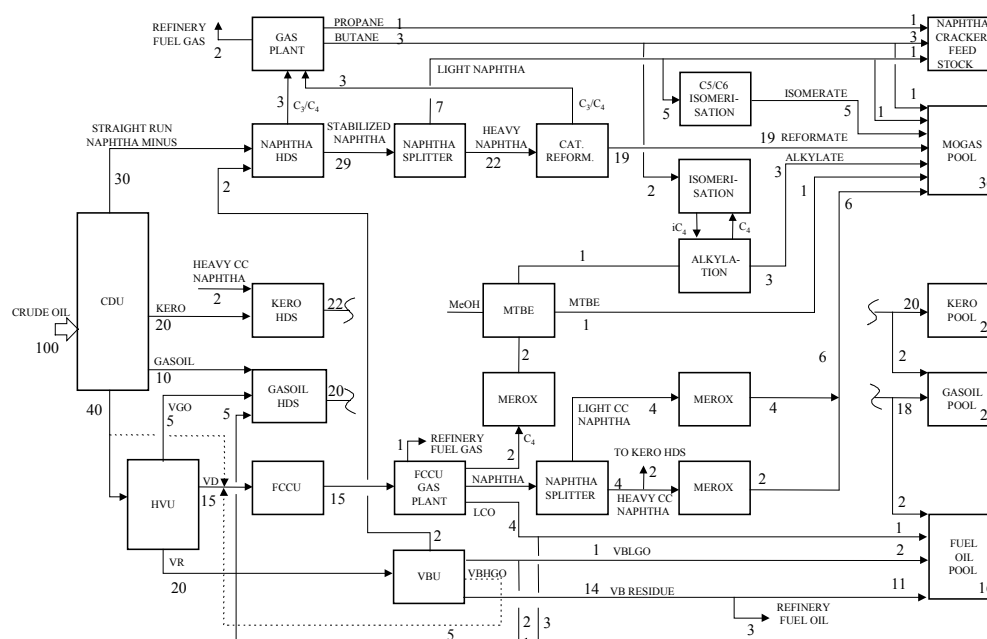 REFINERY
FUEL GAS
2
GAS
PLANT
PROPANE 1
BUTANE 3
1
3
1
NAPHTHA
CRACKER
FEED
STOCK
LIGHT NAPHTHA
3
3
C3/C4
7
C3/C4
5
C5/C6
ISOMERI-
SATION
ISOMERATE
5
1
1
STRAIGHT RUN
NAPHTHA MINUS
30
2
NAPHTHA
HDS
STABILIZED
NAPHTHA
29
NAPHTHA
SPLITTER
HEAVY
NAPHTHA
22
CAT.
REFORM.
19
19 REFORMATE
ALKYLATE
3
1
6
MOGAS
POOL
2
ISOMERI-
SATION
iC4
C4
ALKYLA-
TION
3
CRUDE OIL
100
CDU
HEAVY CC
NAPHTHA
2
KERO
20
KERO
HDS
22
1
MeOH
MTBE
MTBE
1
20
KERO
POOL
2
GASOIL
10
GASOIL
HDS
20
2
MEROX
6
2
18
GASOIL
POOL
40
VGO
5
5
LIGHT CC
NAPHTHA
4
MEROX
4
1
REFINERY
FUEL GAS
C4
2
HVU
VD
15
FCCU
15
FCCU
GAS
PLANT
NAPHTHA
LCO
4
NAPHTHA
SPLITTER
TO KERO HDS
2
4
HEAVY CC
NAPHTHA
MEROX
2
2
1
VR
20
2
VBU
1 VBLGO
2
VBHGO
14 VB RESIDUE
11
FUEL
OIL
POOL
5
2
3
3
REFINERY
FUEL OIL